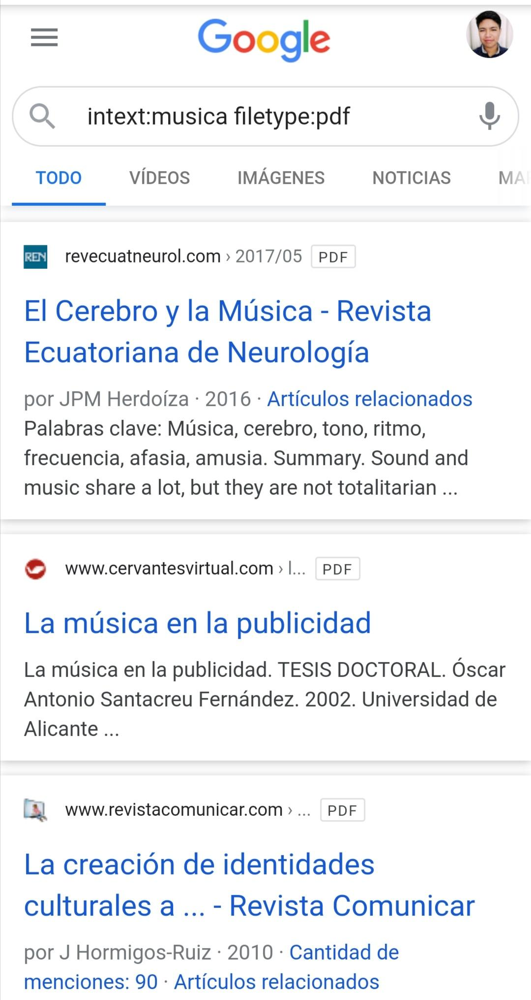 Google
intext:musica filetype:pdf
TODO VÍDEOS IMÁGENES NOTICIAS
REN revecuatneurol.com › 2017/05 PDF
El Cerebro y la Música - Revista
Ecuatoriana de Neurología
por JPM Herdoíza · 2016 · Artículos relacionados
Palabras clave: Música, cerebro, tono, ritmo,
frecuencia, afasia, amusia. Summary. Sound and
music share a lot, but they are not totalitarian ...
www.cervantesvirtual.com › l... PDF
La música en la publicidad
La música en la publicidad. TESIS DOCTORAL. Óscar
Antonio Santacreu Fernández. 2002. Universidad de
Alicante ...
www.revistacomunicar.com › ... PDF
La creación de identidades
culturales a ... - Revista Comunicar
por J Hormigos-Ruiz · 2010 · Cantidad de
menciones: 90 · Artículos relacionados